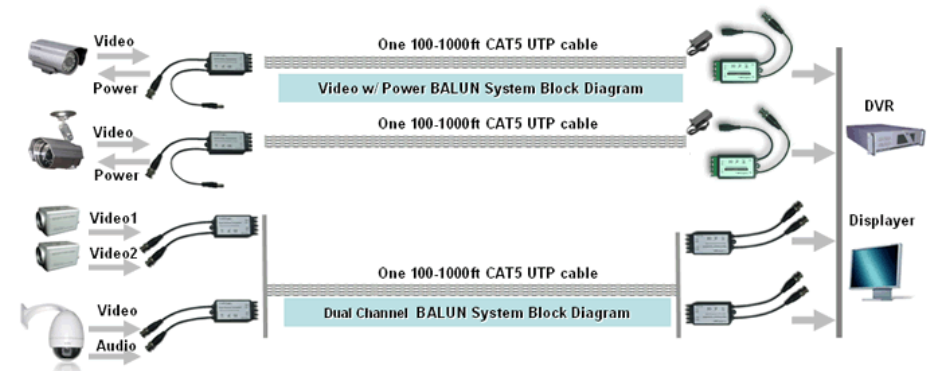 Video
One 100-1000ft CAT5 UTP cable
Power
Video w/ Power BALUN System Block Diagram
DVR
Video
One 100-1000ft CAT5 UTP cable
Power
Video1
Displayer
Video2
One 100-1000ft CAT5 UTP cable
Video
Dual Channel BALUN System Block Diagram
Audio